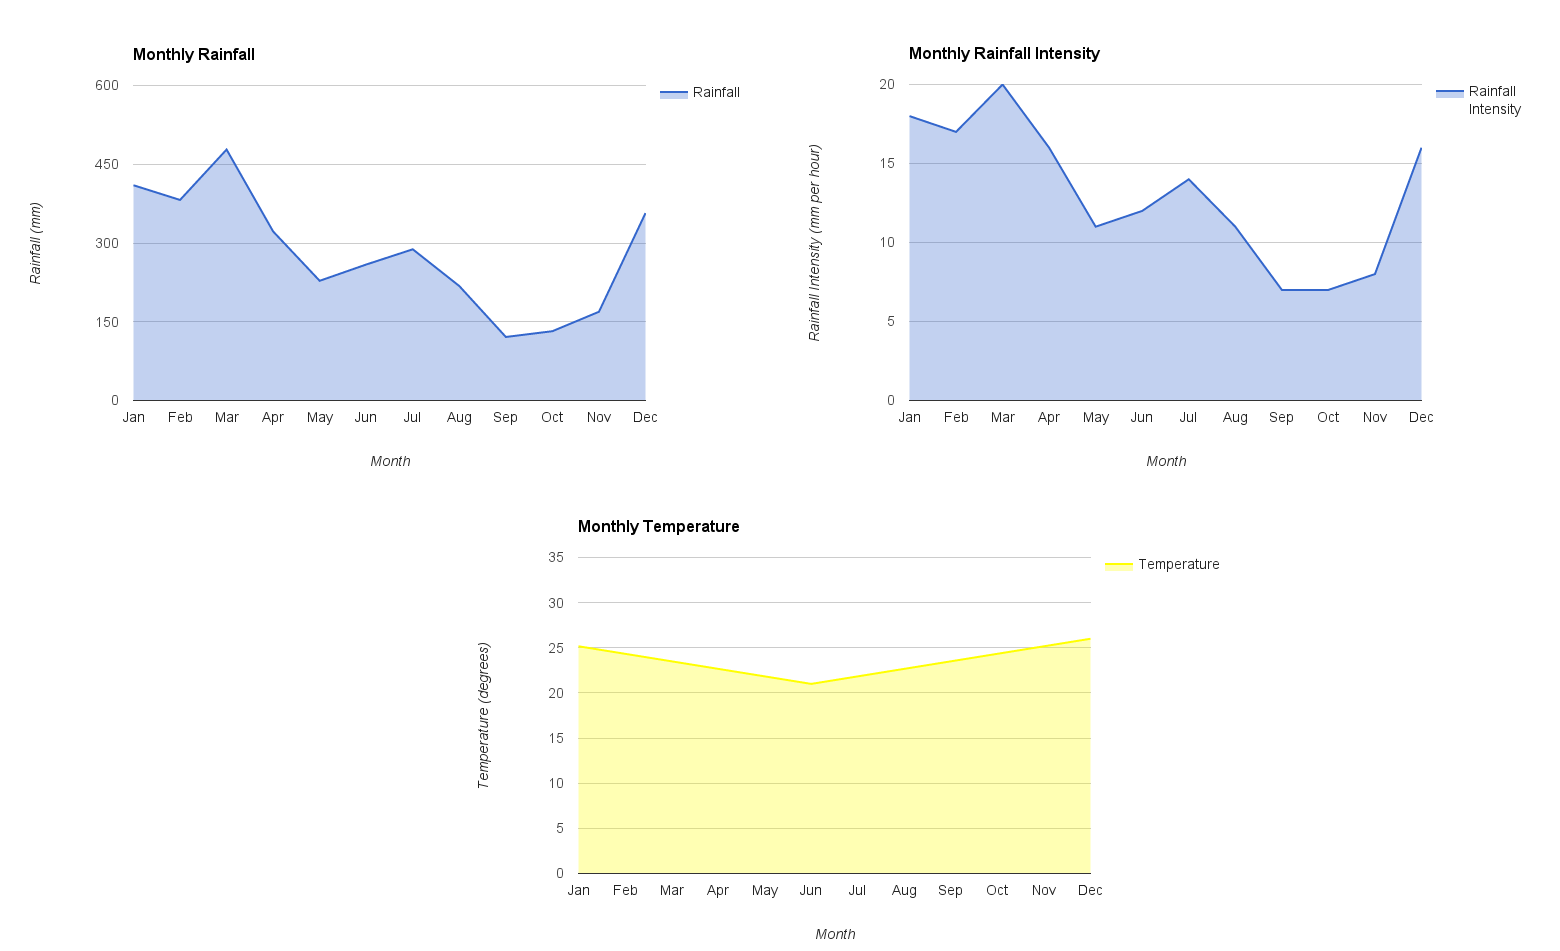 Monthly Rainfall
600
450
300
150
0
Rainfall (mm)
Jan Feb Mar Apr May Jun Jul Aug Sep Oct Nov Dec
Month
Rainfall
Monthly Rainfall Intensity
20
15
10
5
0
Rainfall Intensity (mm per hour)
Jan Feb Mar Apr May Jun Jul Aug Sep Oct Nov Dec
Month
Rainfall
Intensity
Monthly Temperature
35
30
25
20
15
10
5
0
Temperature (degrees)
Jan Feb Mar Apr May Jun Jul Aug Sep Oct Nov Dec
Month
Temperature